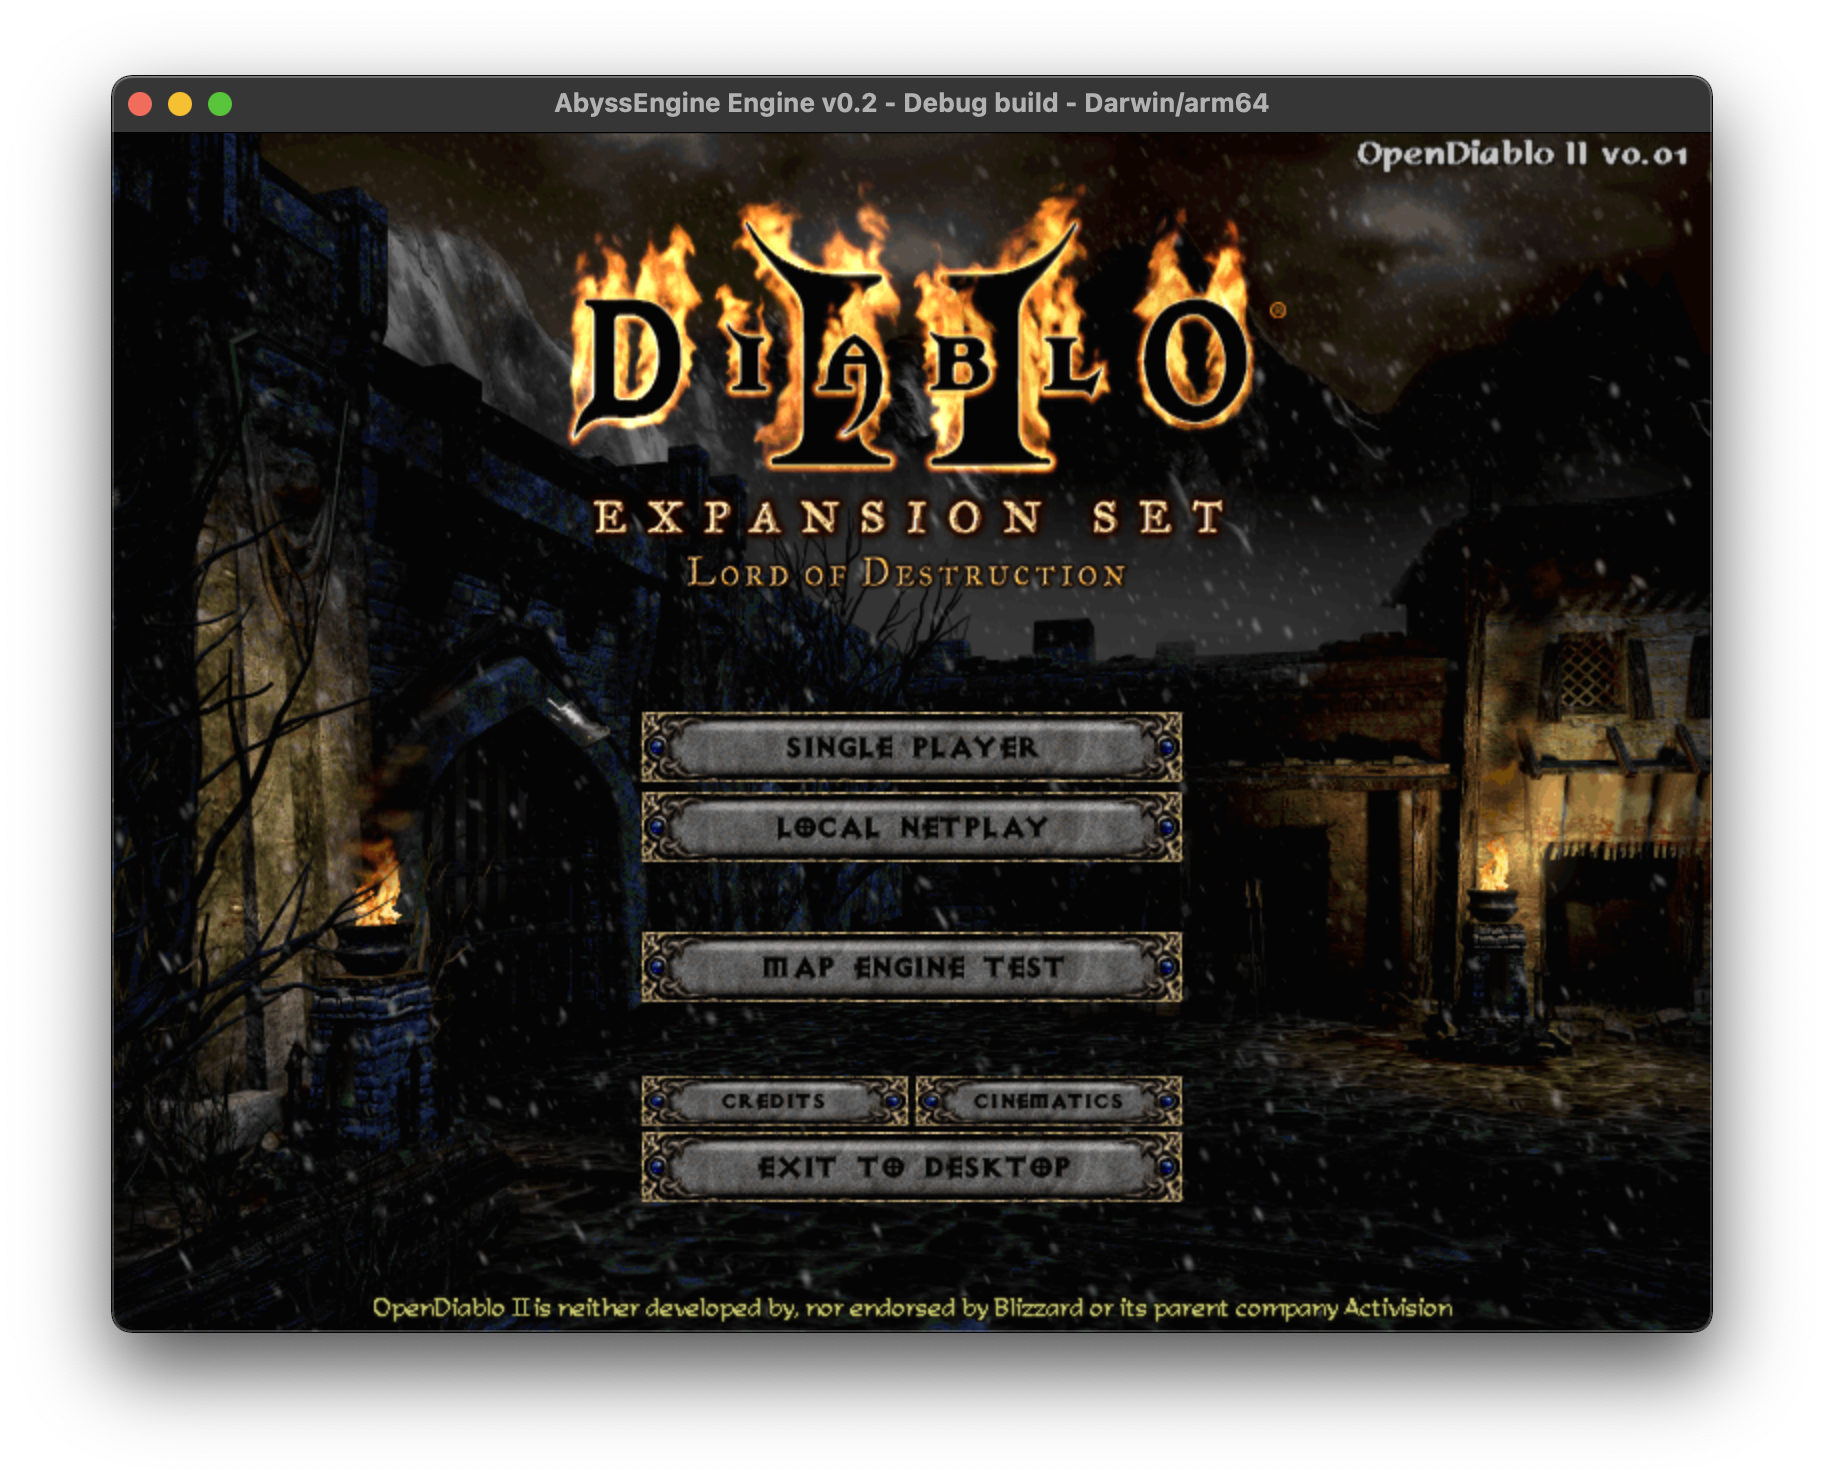 AbyssEngine Engine v0.2 - Debug build - Darwin/arm64
OpenDiablo II v0.01
DIABLO II ®
EXPANSION SET
LORD OF DESTRUCTION
SINGLE PLAYER
LOCAL NETPLAY
MAP ENGINE TEST
CREDITS
CINEMATICS
EXIT TO DESKTOP
OpenDiablo II is neither developed by, nor endorsed by Blizzard or its parent company Activision